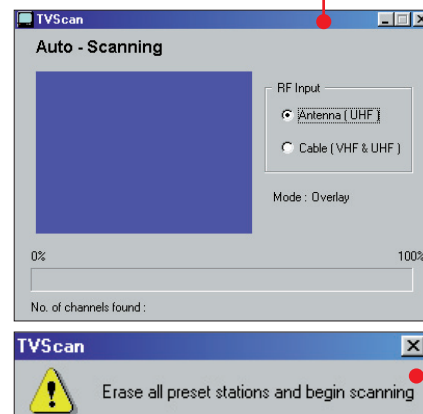 TVScan
Auto - Scanning
RF Input
Antenna ( UHF )
Cable ( VHF & UHF )
Mode : Overlay
0% 100%
No. of channels found :
TVScan
Erase all preset stations and begin scanning